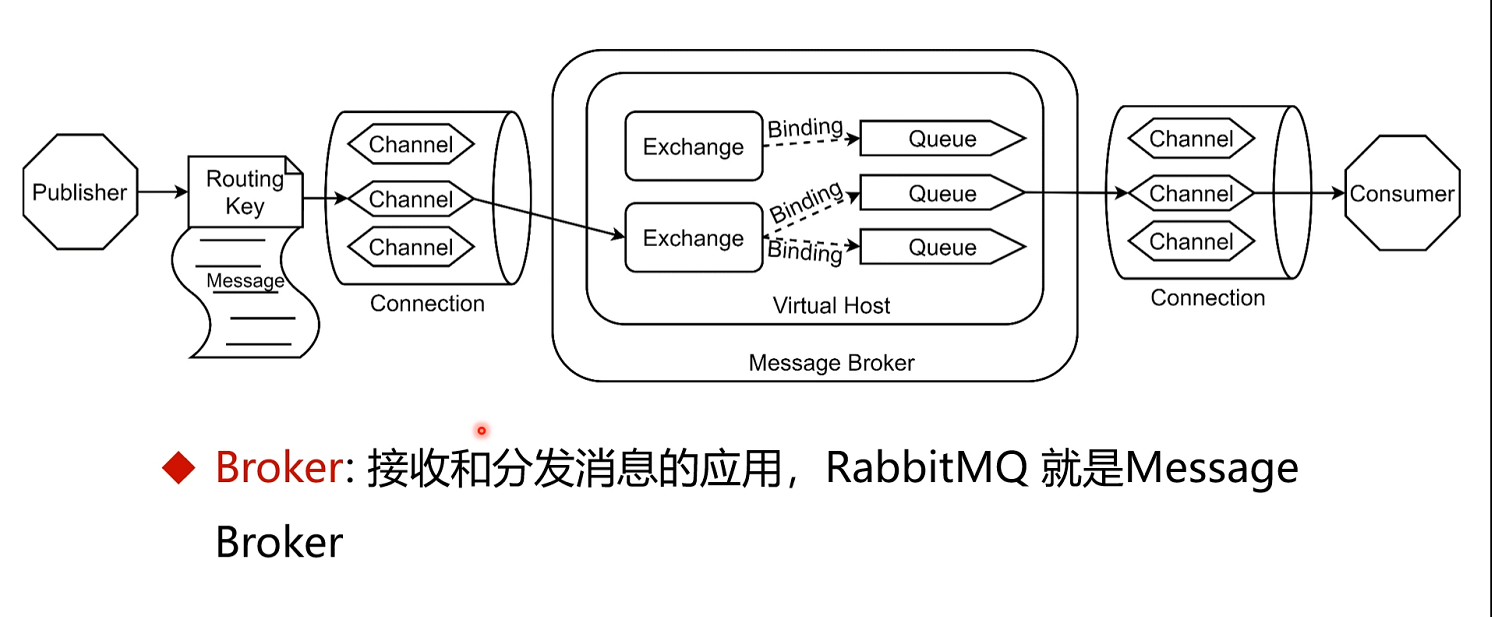 Publisher
Routing
Key
Message
Channel
Channel
Channel
Connection
Exchange
Exchange
Binding
Binding
Binding
Queue
Queue
Queue
Virtual Host
Message Broker
Channel
Channel
Channel
Connection
Consumer
Broker: 接收和分发消息的应用，RabbitMQ 就是Message
Broker